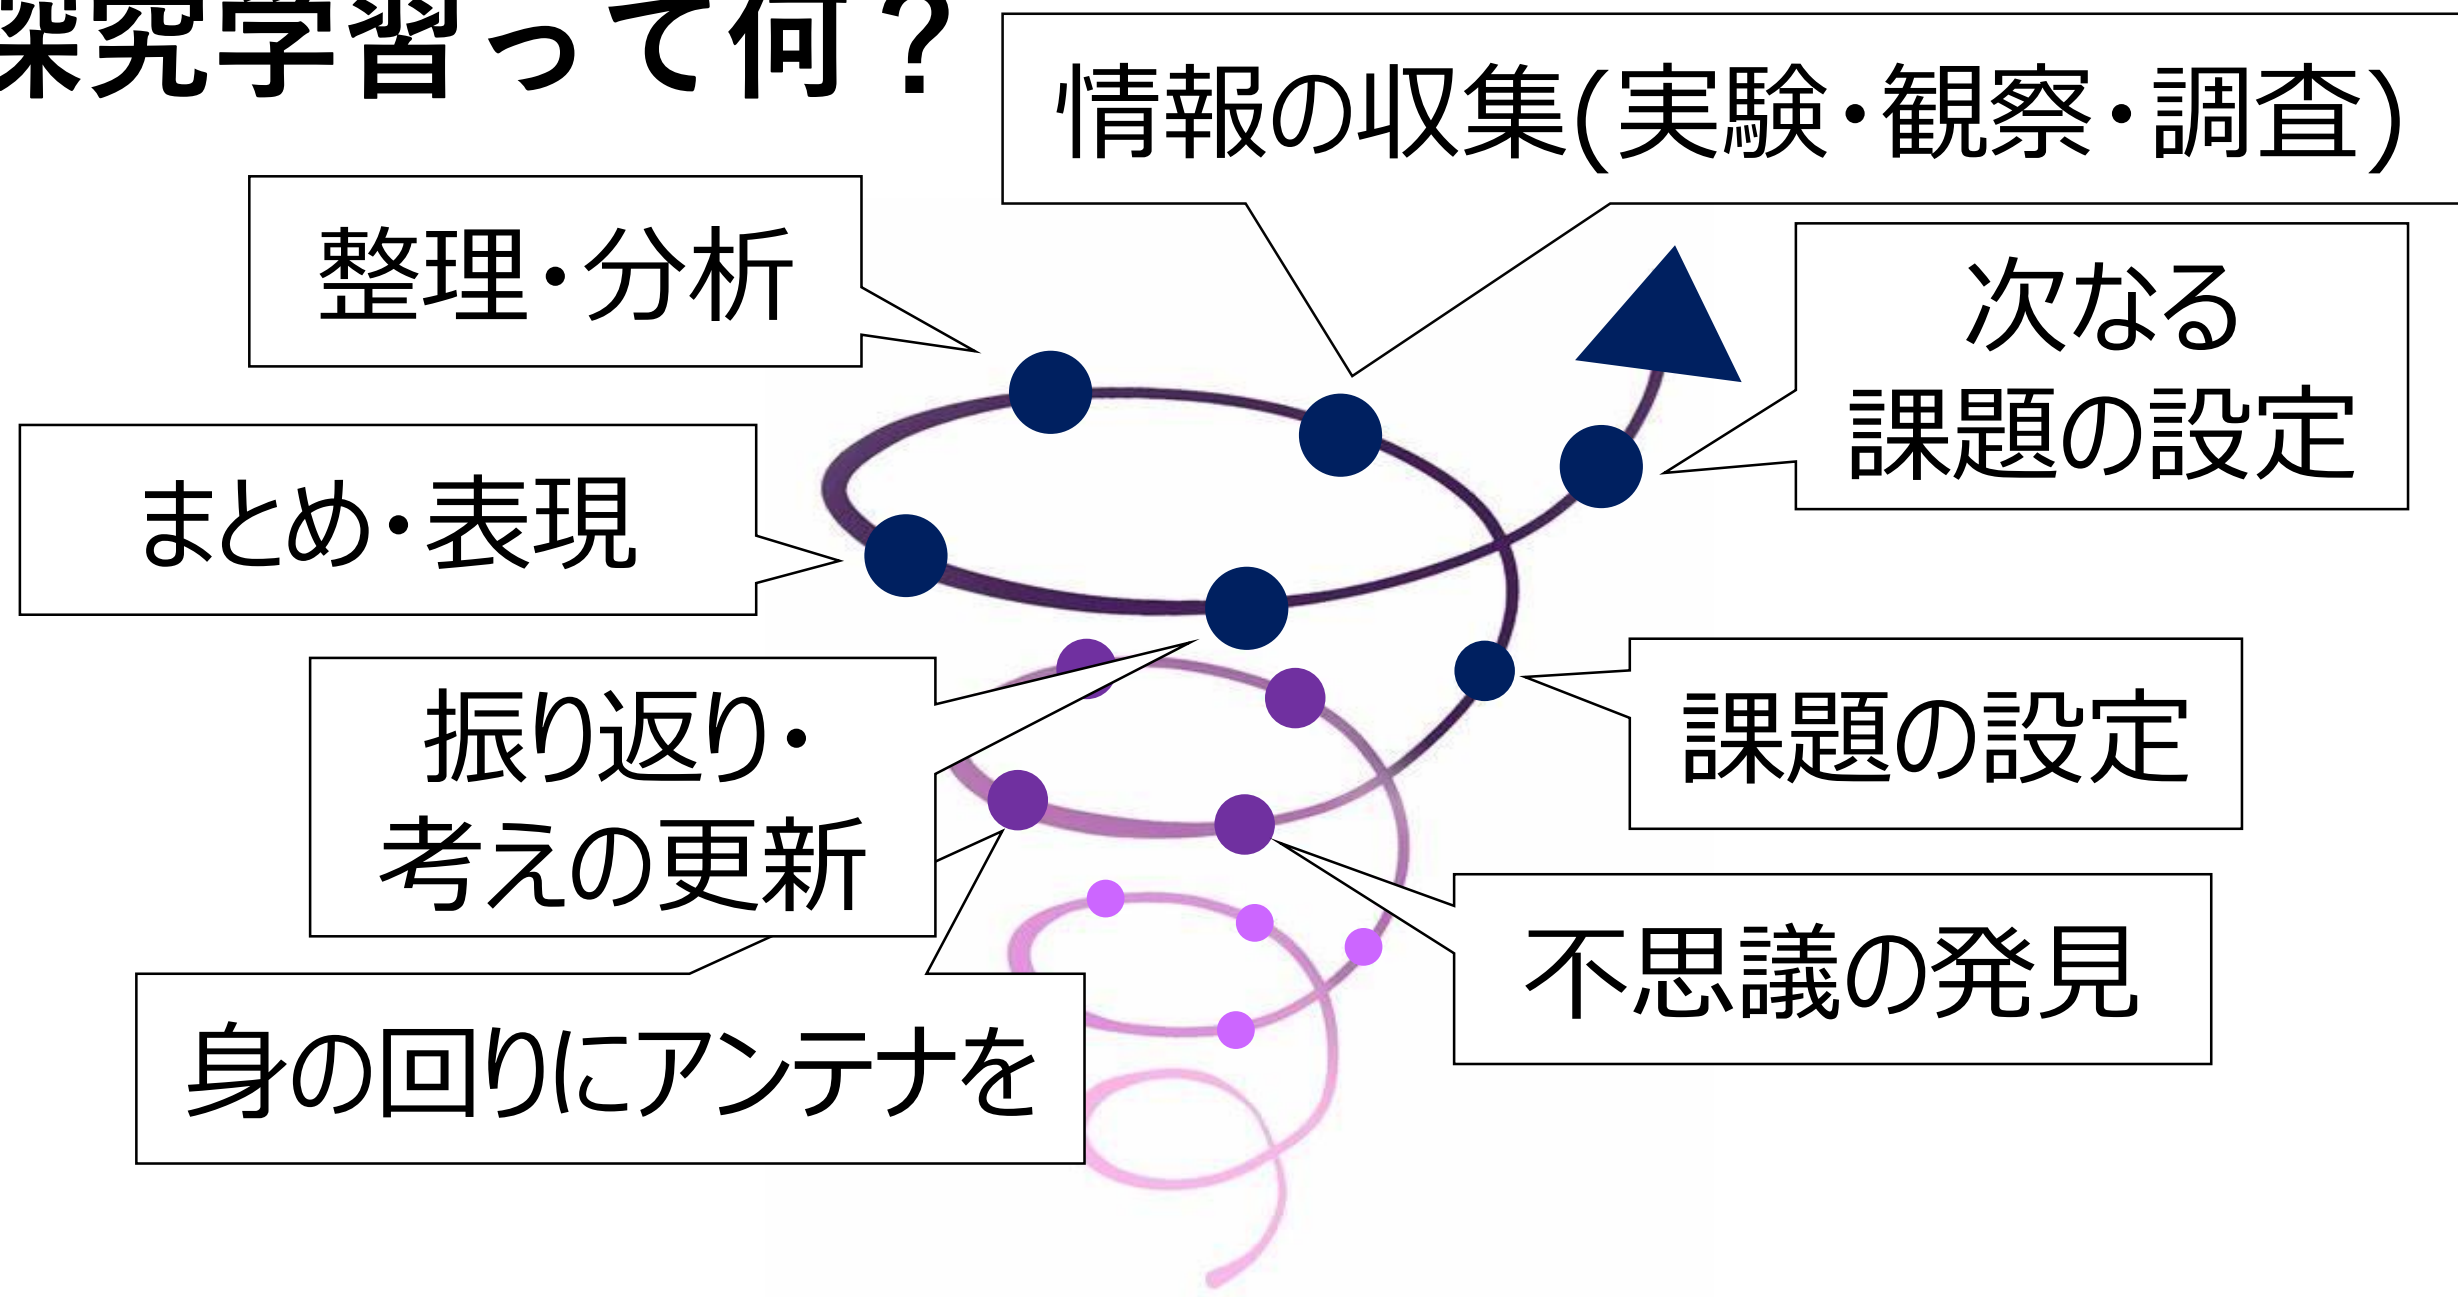 探究学習って何？
情報の収集(実験・観察・調査)
整理・分析
次なる
課題の設定
まとめ・表現
振り返り・
考えの更新
課題の設定
不思議の発見
身の回りにアンテナを